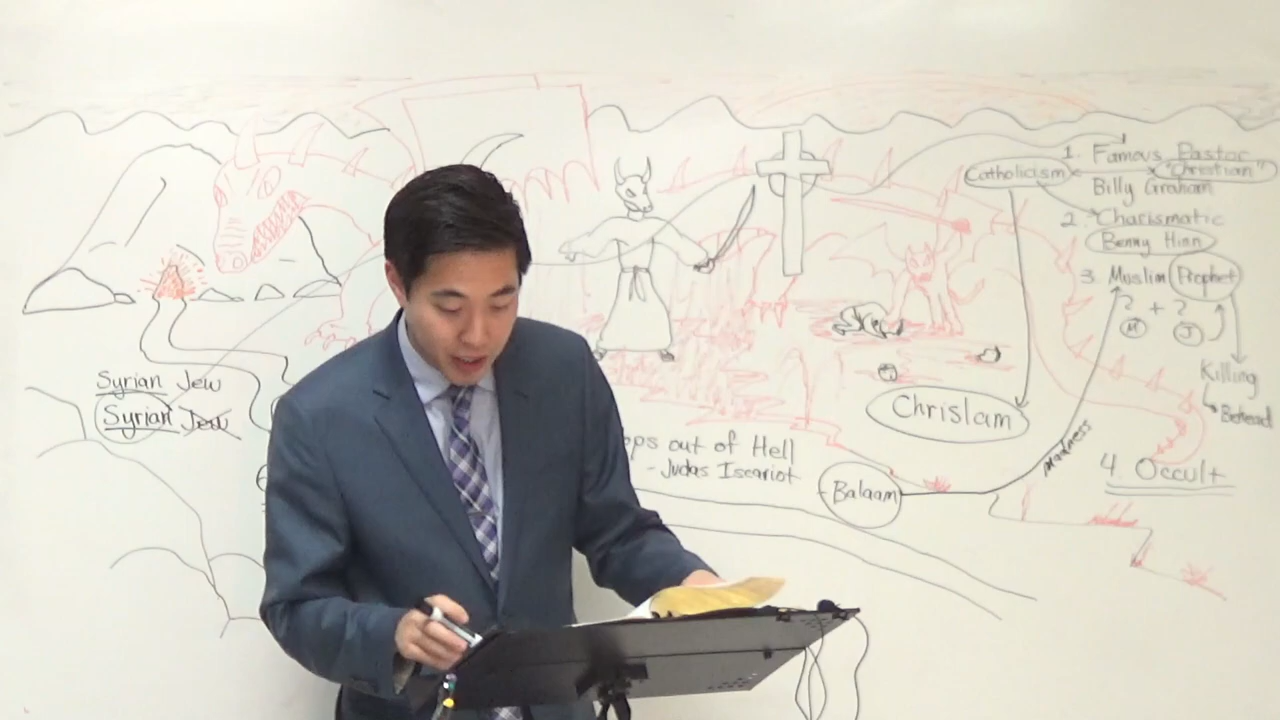 Syrian Jew
Syrian Jew
out of Hell
- Judas Iscariot
Balaam
Catholicism
Chrislam
Madness
1. Famous Pastor
"Christian"
Billy Graham
2. Charismatic
Benny Hinn
3. Muslim Prophet
? + ?
M J
Killing
Behead
4. Occult